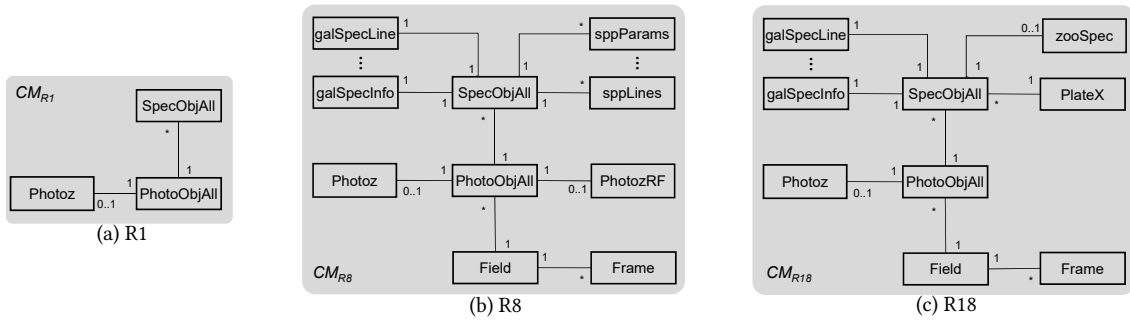 CM_R1
SpecObjAll
*
1
Photoz
1
0..1
PhotoObjAll
(a) R1
galSpecLine
1
*
sppParams
⋮
⋮
1
1
galSpecInfo
1
1
SpecObjAll
1
*
sppLines
*
1
Photoz
1
0..1
PhotoObjAll
1
0..1
PhotozRF
*
1
CM_R8
Field
1
*
Frame
(b) R8
galSpecLine
1
0..1
zooSpec
⋮
1
1
galSpecInfo
1
1
SpecObjAll
*
1
PlateX
*
1
Photoz
1
0..1
PhotoObjAll
*
1
CM_R18
Field
1
*
Frame
(c) R18